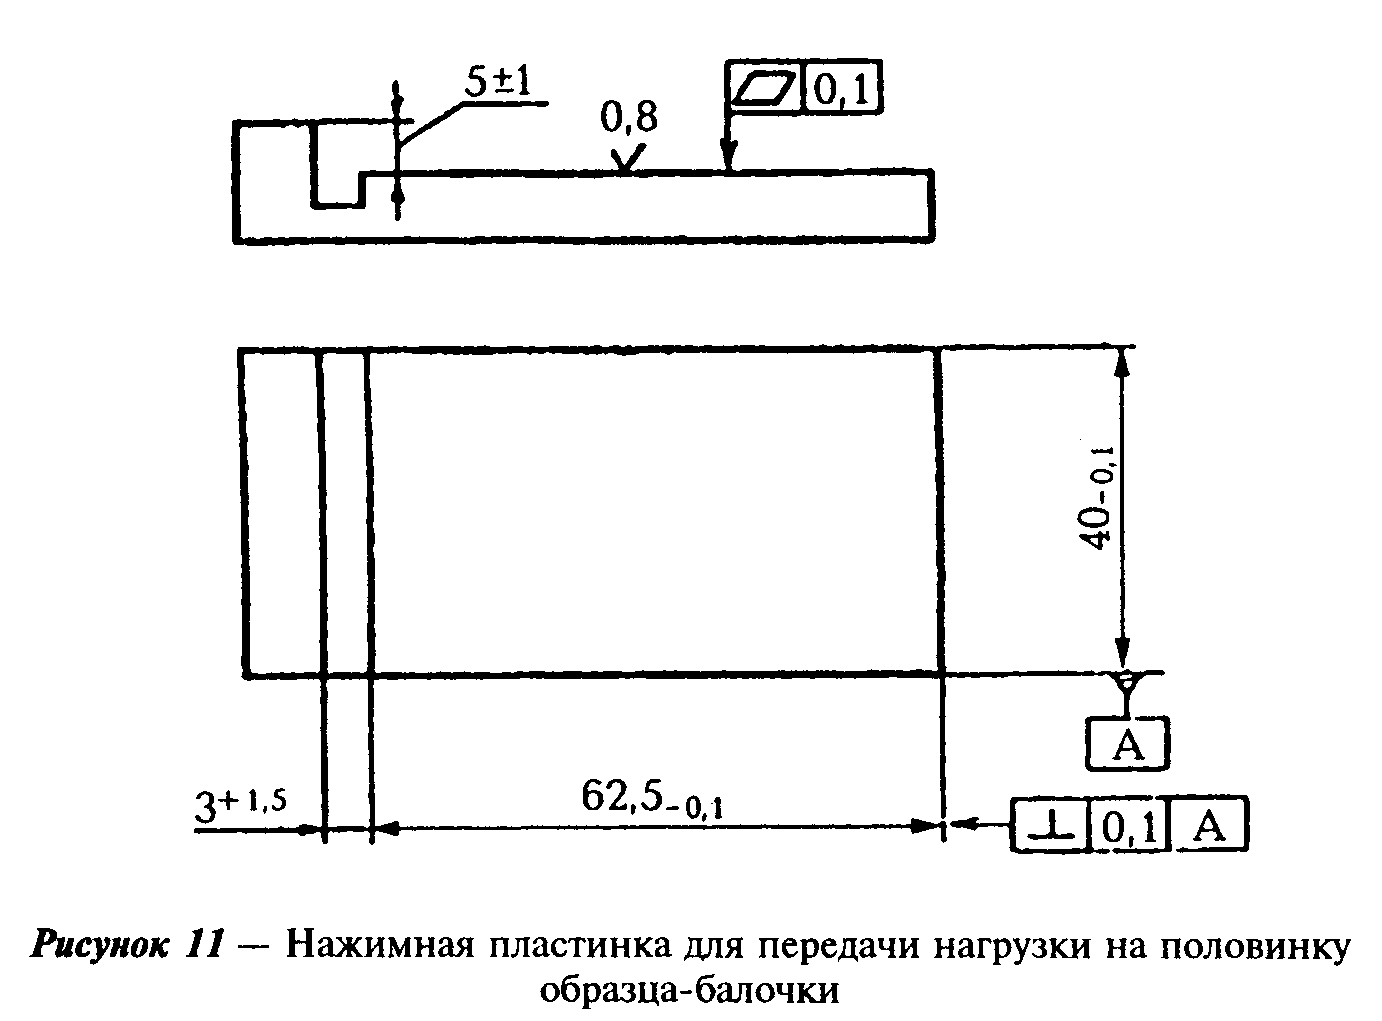 5±1
0,8
0,1
40-0,1
А
3+1,5
62,5-0,1
⊥ 0,1 А
Рисунок 11 — Нажимная пластинка для передачи нагрузки на половинку
образца-балочки